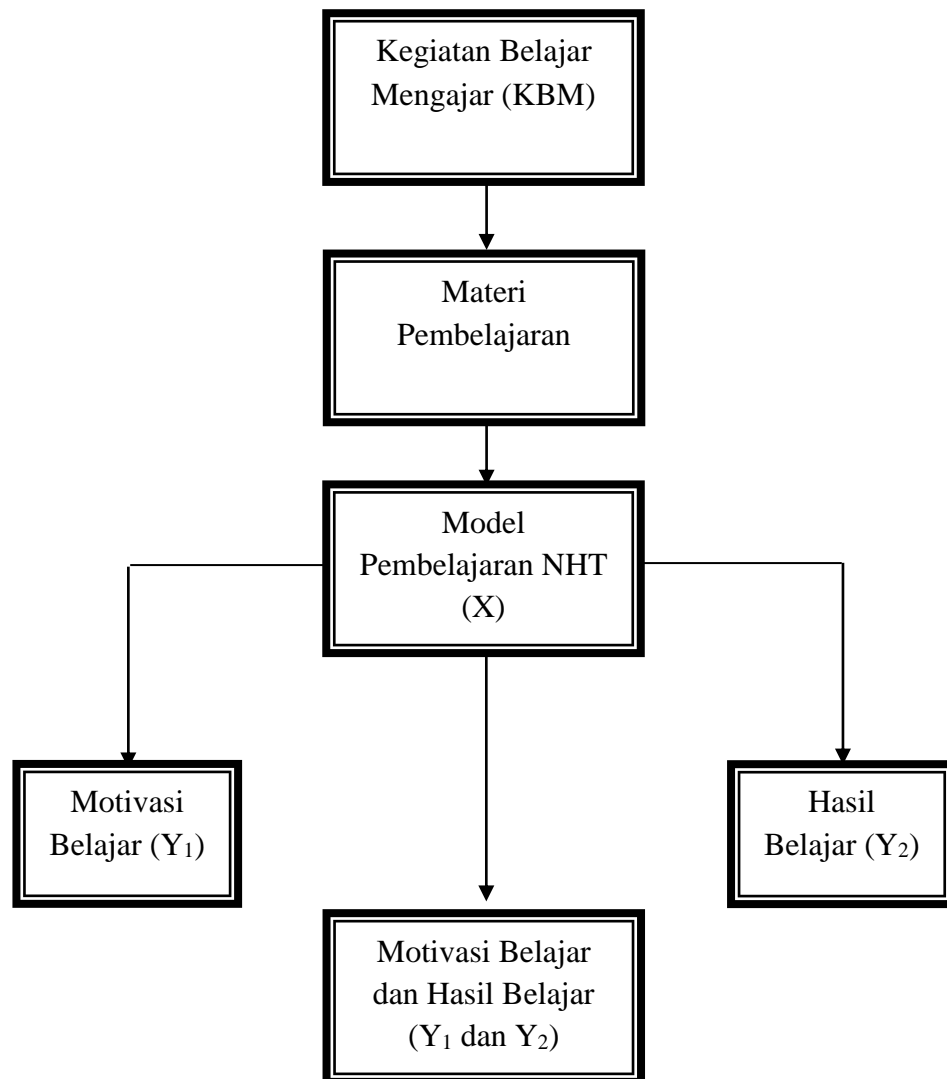 Kegiatan Belajar
Mengajar (KBM)
Materi
Pembelajaran
Model
Pembelajaran NHT
(X)
Motivasi
Belajar (Y₁)
Hasil
Belajar (Y₂)
Motivasi Belajar
dan Hasil Belajar
(Y₁ dan Y₂)